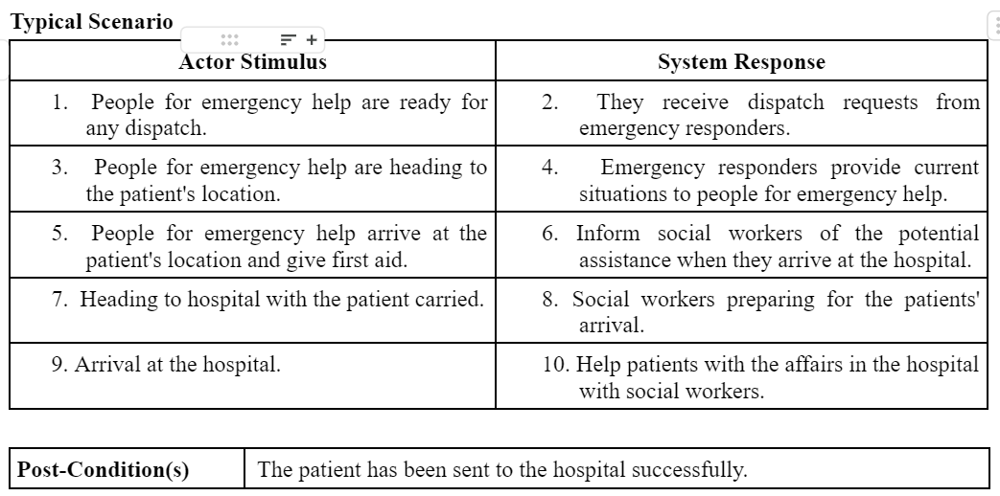 Typical Scenario
Actor Stimulus
System Response
1. People for emergency help are ready for
any dispatch.
2. They receive dispatch requests from
emergency responders.
3. People for emergency help are heading to
the patient's location.
4. Emergency responders provide current
situations to people for emergency help.
5. People for emergency help arrive at the
patient's location and give first aid.
6. Inform social workers of the potential
assistance when they arrive at the hospital.
7. Heading to hospital with the patient carried.
8. Social workers preparing for the patients'
arrival.
9. Arrival at the hospital.
10. Help patients with the affairs in the hospital
with social workers.
Post-Condition(s)
The patient has been sent to the hospital successfully.